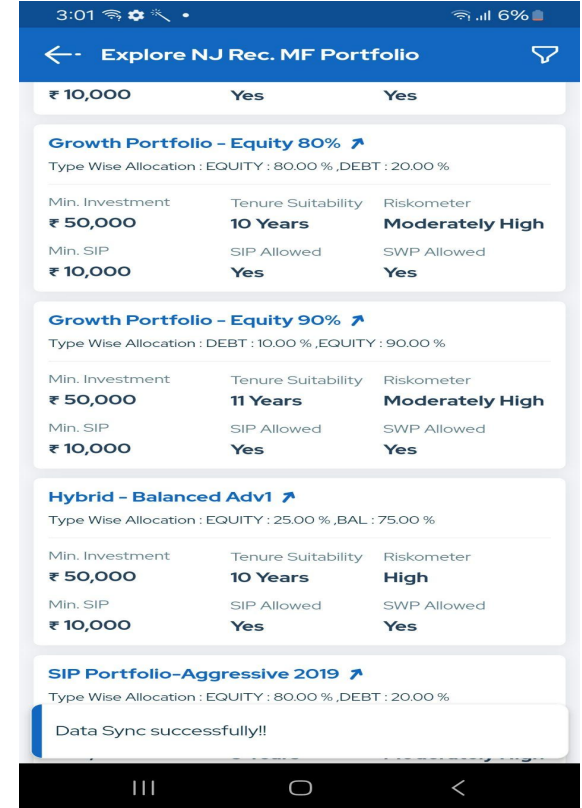 3:01 6%
Explore NJ Rec. MF Portfolio
₹ 10,000 Yes Yes
Growth Portfolio - Equity 80%
Type Wise Allocation : EQUITY : 80.00 % ,DEBT : 20.00 %
Min. Investment Tenure Suitability Riskometer
₹ 50,000 10 Years Moderately High
Min. SIP SIP Allowed SWP Allowed
₹ 10,000 Yes Yes
Growth Portfolio - Equity 90%
Type Wise Allocation : DEBT : 10.00 % ,EQUITY : 90.00 %
Min. Investment Tenure Suitability Riskometer
₹ 50,000 11 Years Moderately High
Min. SIP SIP Allowed SWP Allowed
₹ 10,000 Yes Yes
Hybrid - Balanced Adv1
Type Wise Allocation : EQUITY : 25.00 % ,BAL : 75.00 %
Min. Investment Tenure Suitability Riskometer
₹ 50,000 10 Years High
Min. SIP SIP Allowed SWP Allowed
₹ 10,000 Yes Yes
SIP Portfolio-Aggressive 2019
Type Wise Allocation : EQUITY : 80.00 % ,DEBT : 20.00 %
Data Sync successfully!!